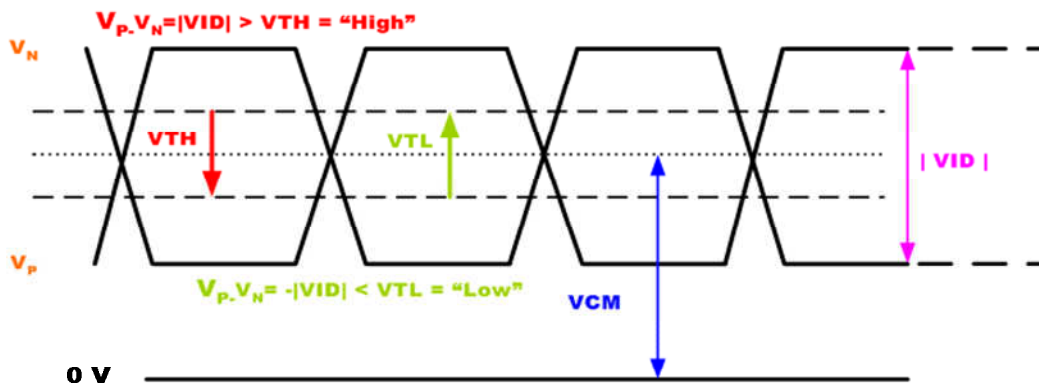 VP-VN=|VID| > VTH = “High”
VN
VTH
VTL
| VID |
VP
VP-VN= -|VID| < VTL = “Low”
VCM
0 V